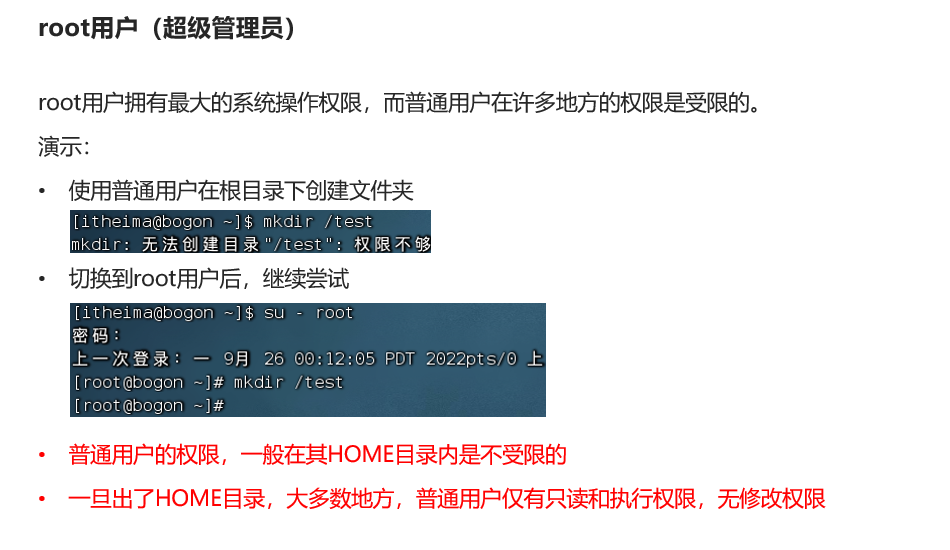 root用户（超级管理员）
root用户拥有最大的系统操作权限，而普通用户在许多地方的权限是受限的。
演示：
• 使用普通用户在根目录下创建文件夹
[itheima@bogon ~]$ mkdir /test
mkdir: 无法创建目录"/test": 权限不够
• 切换到root用户后，继续尝试
[itheima@bogon ~]$ su - root
密码：
上一次登录：一 9月 26 00:12:05 PDT 2022pts/0 上
[root@bogon ~]# mkdir /test
[root@bogon ~]#
• 普通用户的权限，一般在其HOME目录内是不受限的
• 一旦出了HOME目录，大多数地方，普通用户仅有只读和执行权限，无修改权限